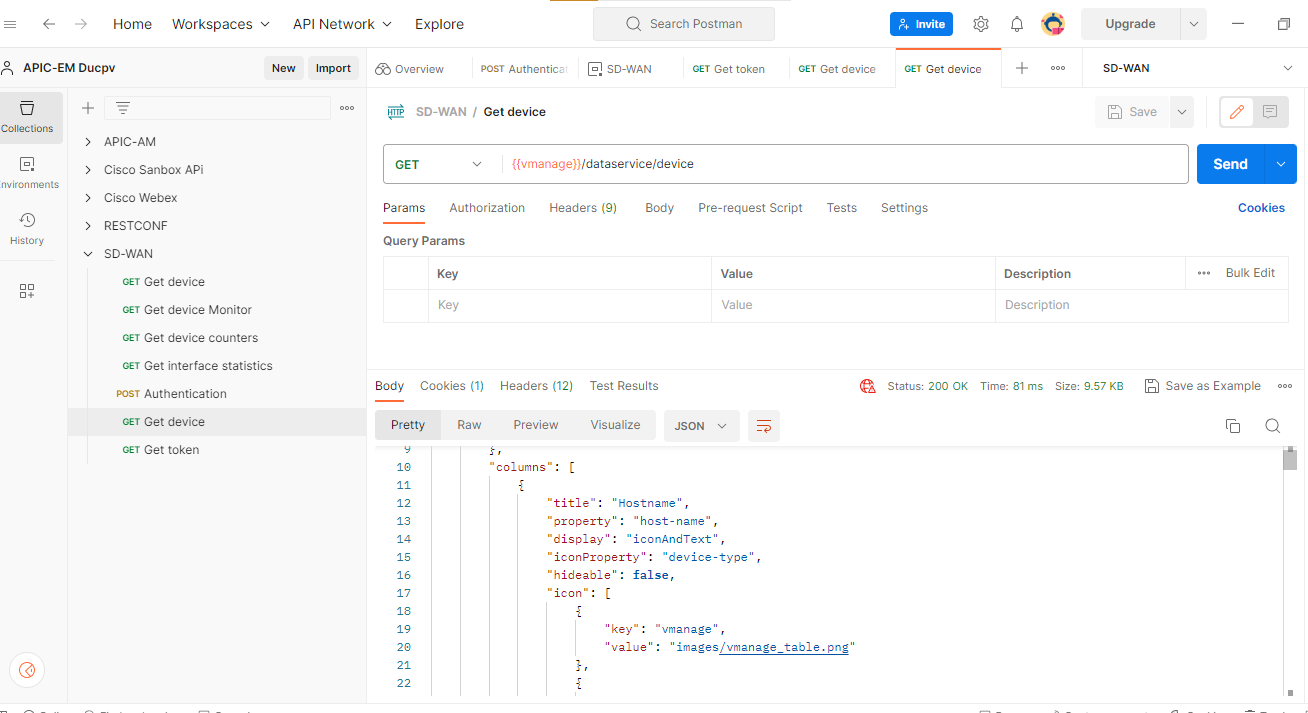 Home Workspaces API Network Explore Search Postman Invite Upgrade
APIC-EM Ducpv New Import Overview POST Authenticat SD-WAN GET Get token GET Get device GET Get device SD-WAN
Collections
Environments
History
APIC-AM
Cisco Sanbox APi
Cisco Webex
RESTCONF
SD-WAN
GET Get device
GET Get device Monitor
GET Get device counters
GET Get interface statistics
POST Authentication
GET Get device
GET Get token
HTTP SD-WAN / Get device Save
GET {{vmanage}}/dataservice/device Send
Params Authorization Headers (9) Body Pre-request Script Tests Settings Cookies
Query Params
Key Value Description Bulk Edit
Key Value Description
Body Cookies (1) Headers (12) Test Results Status: 200 OK Time: 81 ms Size: 9.57 KB Save as Example
Pretty Raw Preview Visualize JSON
9 },
10 "columns": [
11 {
12 "title": "Hostname",
13 "property": "host-name",
14 "display": "iconAndText",
15 "iconProperty": "device-type",
16 "hideable": false,
17 "icon": [
18 {
19 "key": "vmanage",
20 "value": "images/vmanage_table.png"
21 },
22 {